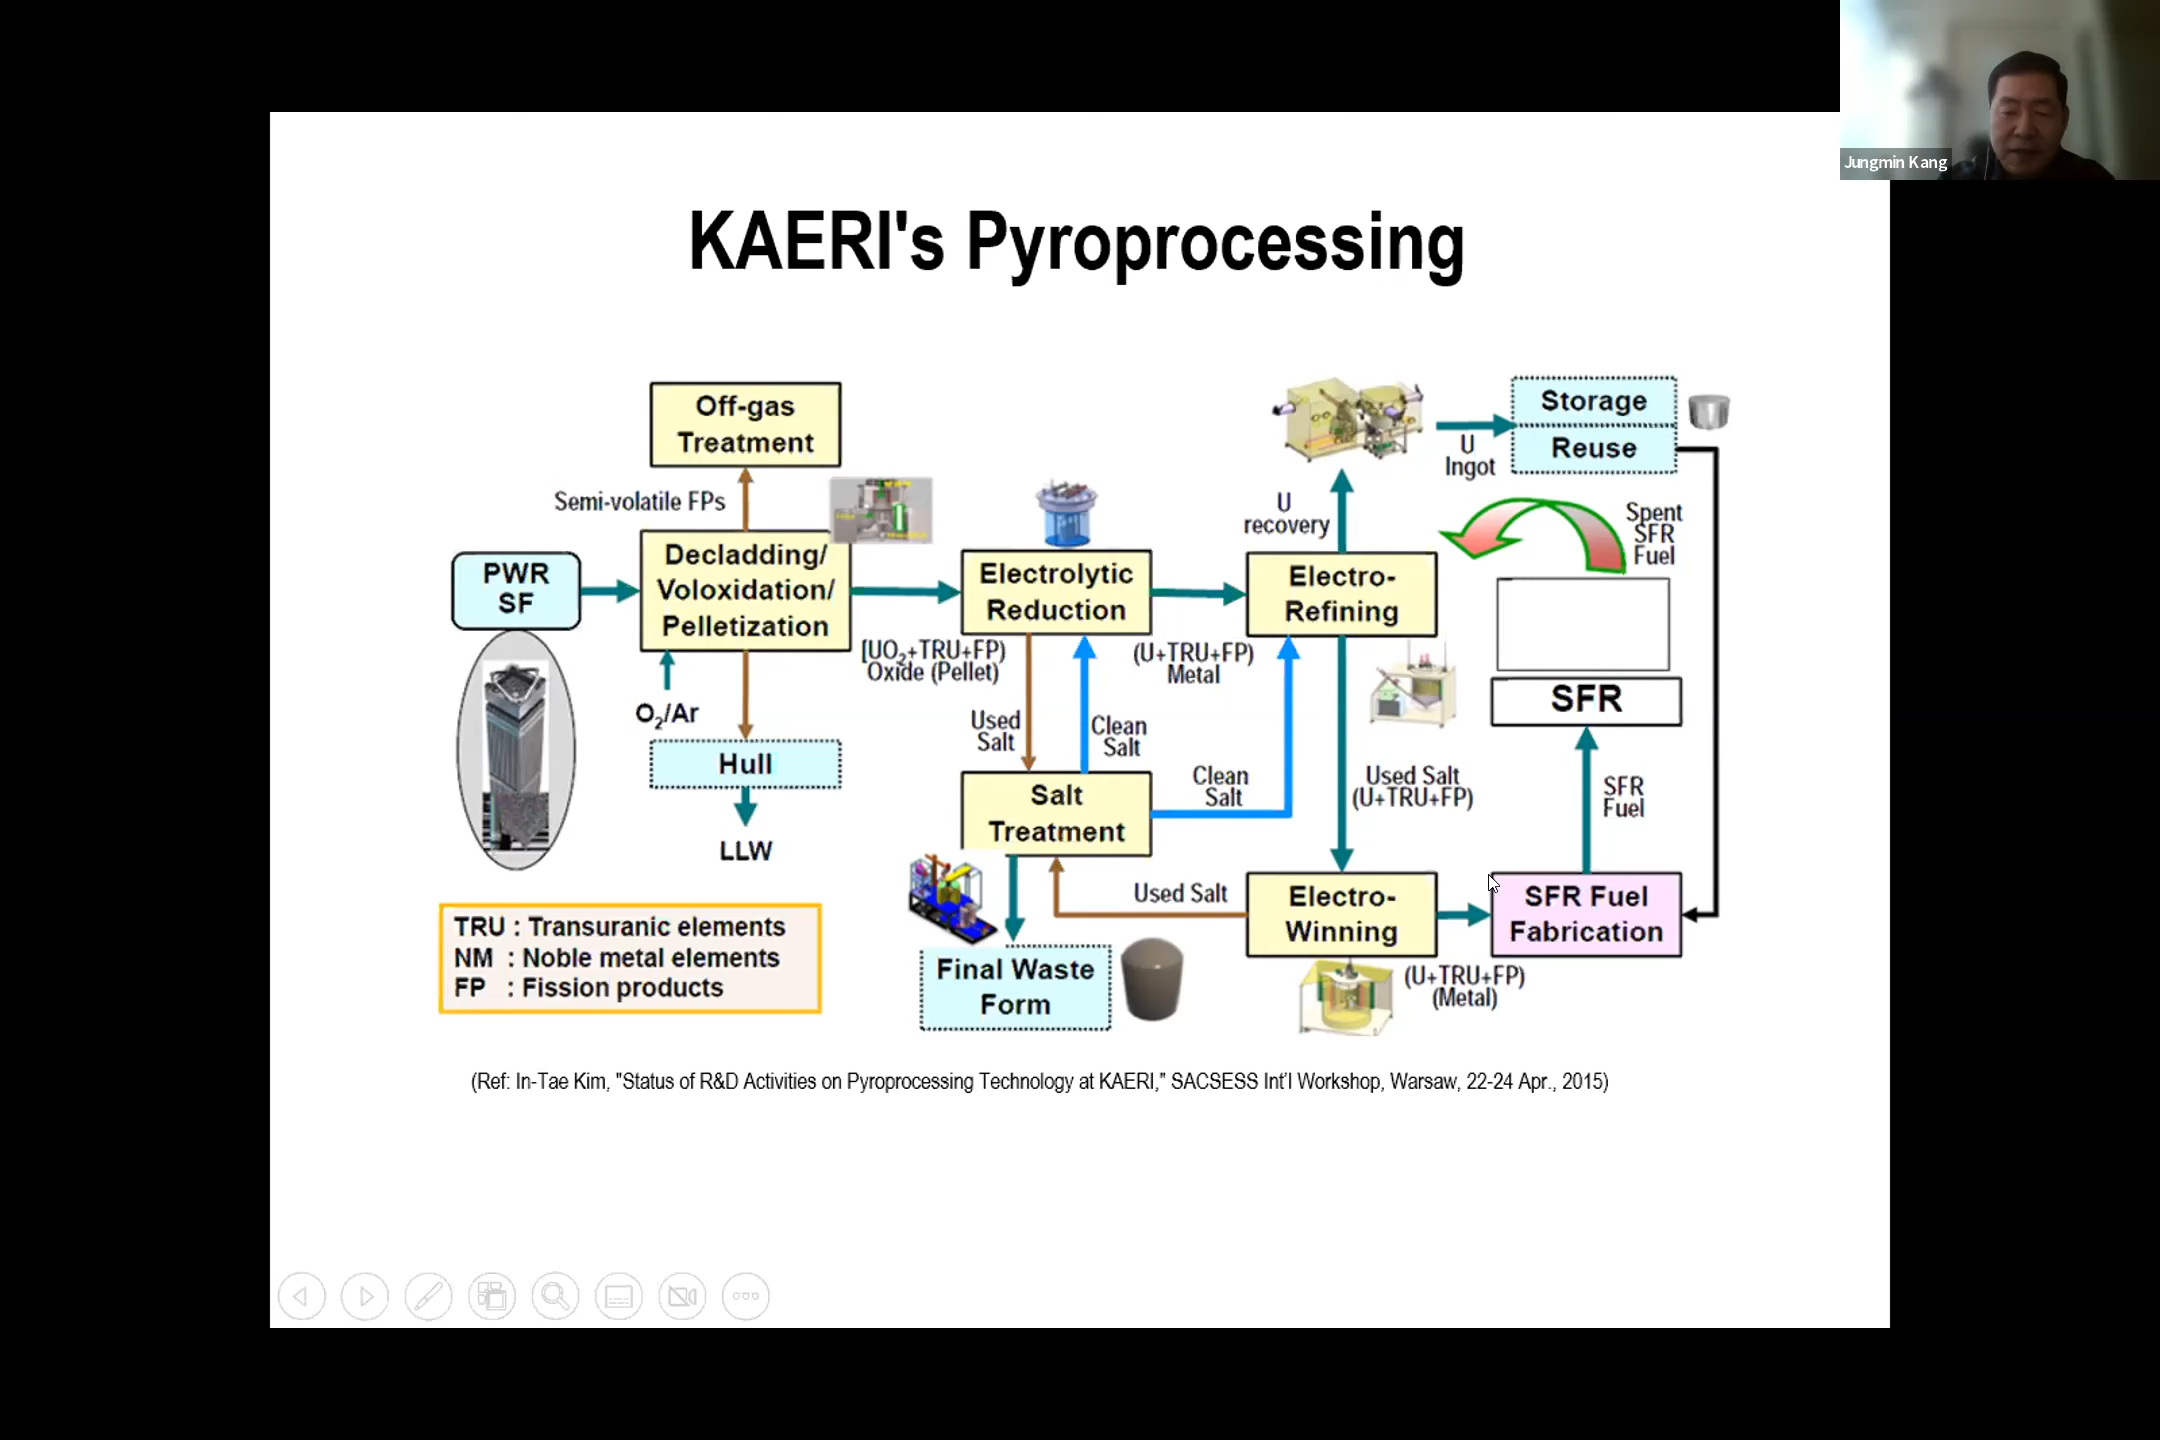 Jungmin Kang
KAERI's Pyroprocessing
Off-gas
Treatment
Storage
Reuse
U
Ingot
Semi-volatile FPs
U
recovery
Spent
SFR
Fuel
PWR
SF
Decladding/
Voloxidation/
Pelletization
Electrolytic
Reduction
Electro-
Refining
[UO₂+TRU+FP)
Oxide (Pellet)
(U+TRU+FP)
Metal
O₂/Ar
Used
Salt
Clean
Salt
SFR
Hull
Clean
Salt
Used Salt
(U+TRU+FP)
SFR
Fuel
Salt
Treatment
LLW
Used Salt
Electro-
Winning
SFR Fuel
Fabrication
TRU : Transuranic elements
NM : Noble metal elements
FP : Fission products
Final Waste
Form
(U+TRU+FP)
(Metal)
(Ref: In-Tae Kim, "Status of R&D Activities on Pyroprocessing Technology at KAERI," SACSESS Int'l Workshop, Warsaw, 22-24 Apr., 2015)